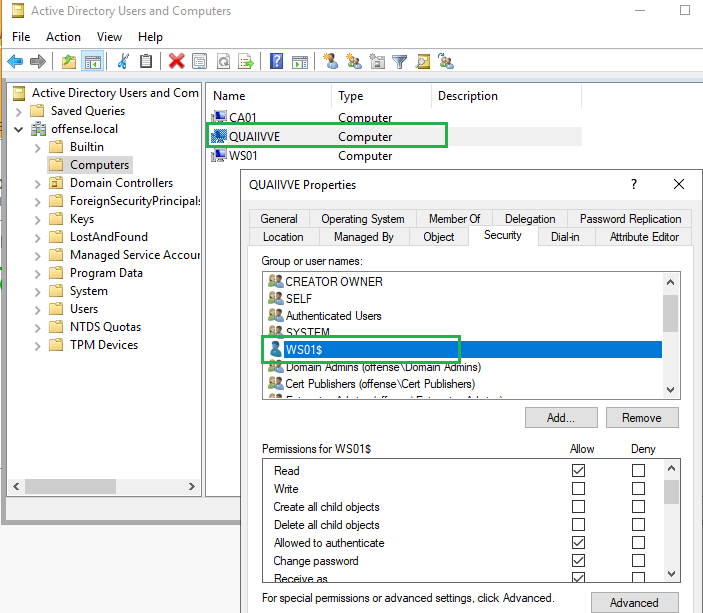 Active Directory Users and Computers
File Action View Help
Active Directory Users and Com
Saved Queries
offense.local
Builtin
Computers
Domain Controllers
ForeignSecurityPrincipals
Keys
LostAndFound
Managed Service Accour
Program Data
System
Users
NTDS Quotas
TPM Devices
Name Type Description
CA01 Computer
QUAIIVVE Computer
WS01 Computer
QUAIIVVE Properties
General Operating System Member Of Delegation Password Replication
Location Managed By Object Security Dial-in Attribute Editor
Group or user names:
CREATOR OWNER
SELF
Authenticated Users
SYSTEM
WS01$
Domain Admins (offense\Domain Admins)
Cert Publishers (offense\Cert Publishers)
Add... Remove
Permissions for WS01$ Allow Deny
Read
Write
Create all child objects
Delete all child objects
Allowed to authenticate
Change password
Receive as
For special permissions or advanced settings, click Advanced.
Advanced